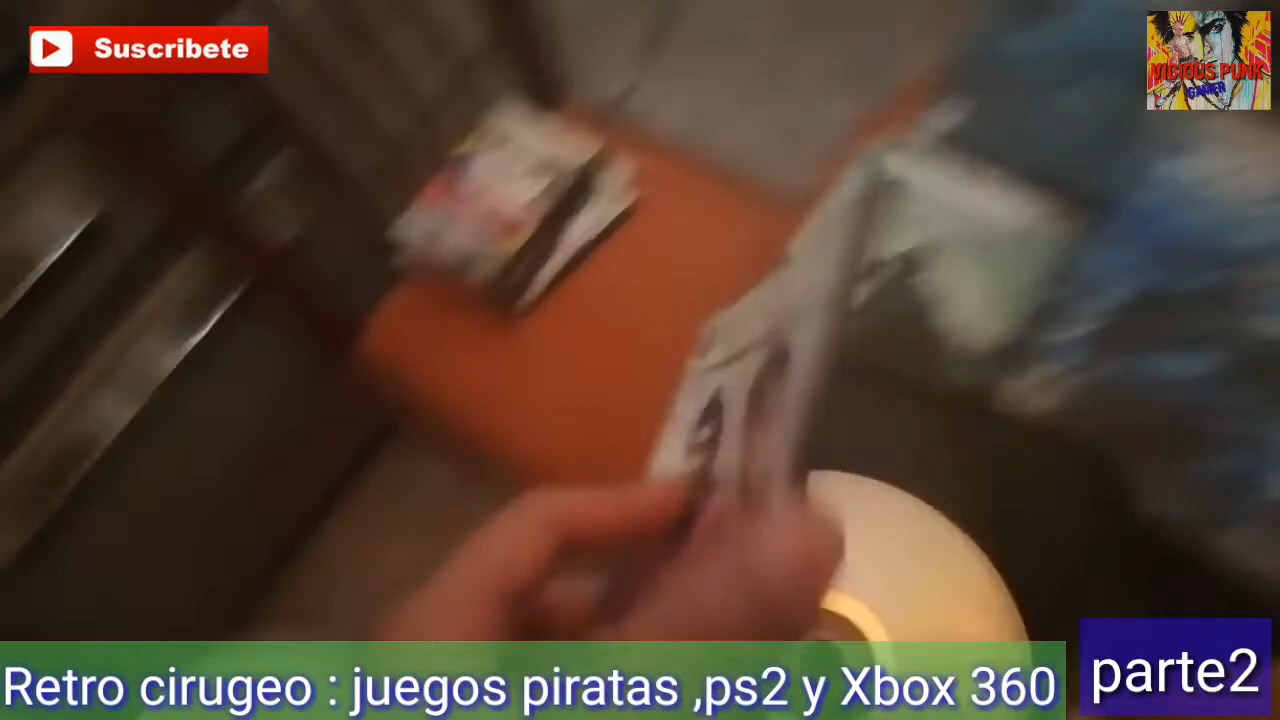 Suscribete
VICIOUS PUNK
GAMER
Retro cirugeo : juegos piratas ,ps2 y Xbox 360
parte2